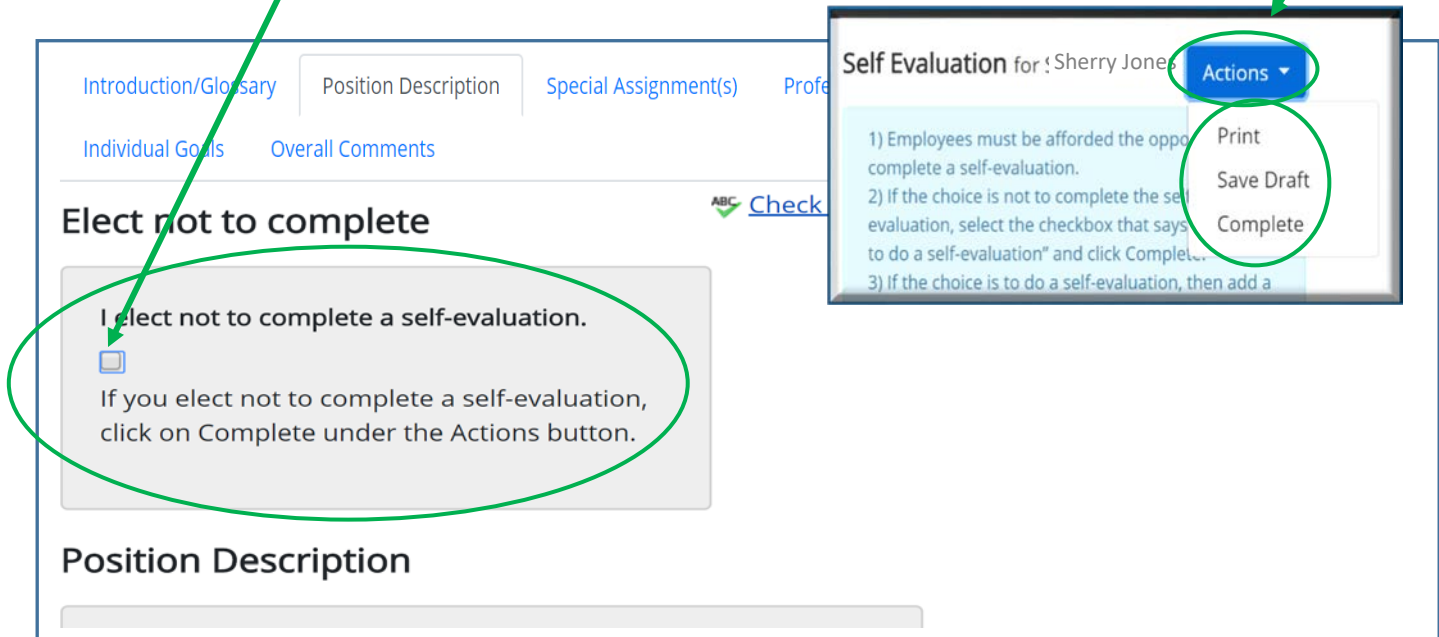 Introduction/Glossary Position Description Special Assignment(s) Profe
Individual Goals Overall Comments
Elect not to complete
ABC Check
I elect not to complete a self-evaluation.
If you elect not to complete a self-evaluation,
click on Complete under the Actions button.
Position Description
Self Evaluation for Sherry Jones Actions
1) Employees must be afforded the oppo
complete a self-evaluation.
2) If the choice is not to complete the self
evaluation, select the checkbox that says
to do a self-evaluation” and click Complete.
3) If the choice is to do a self-evaluation, then add a
Print
Save Draft
Complete